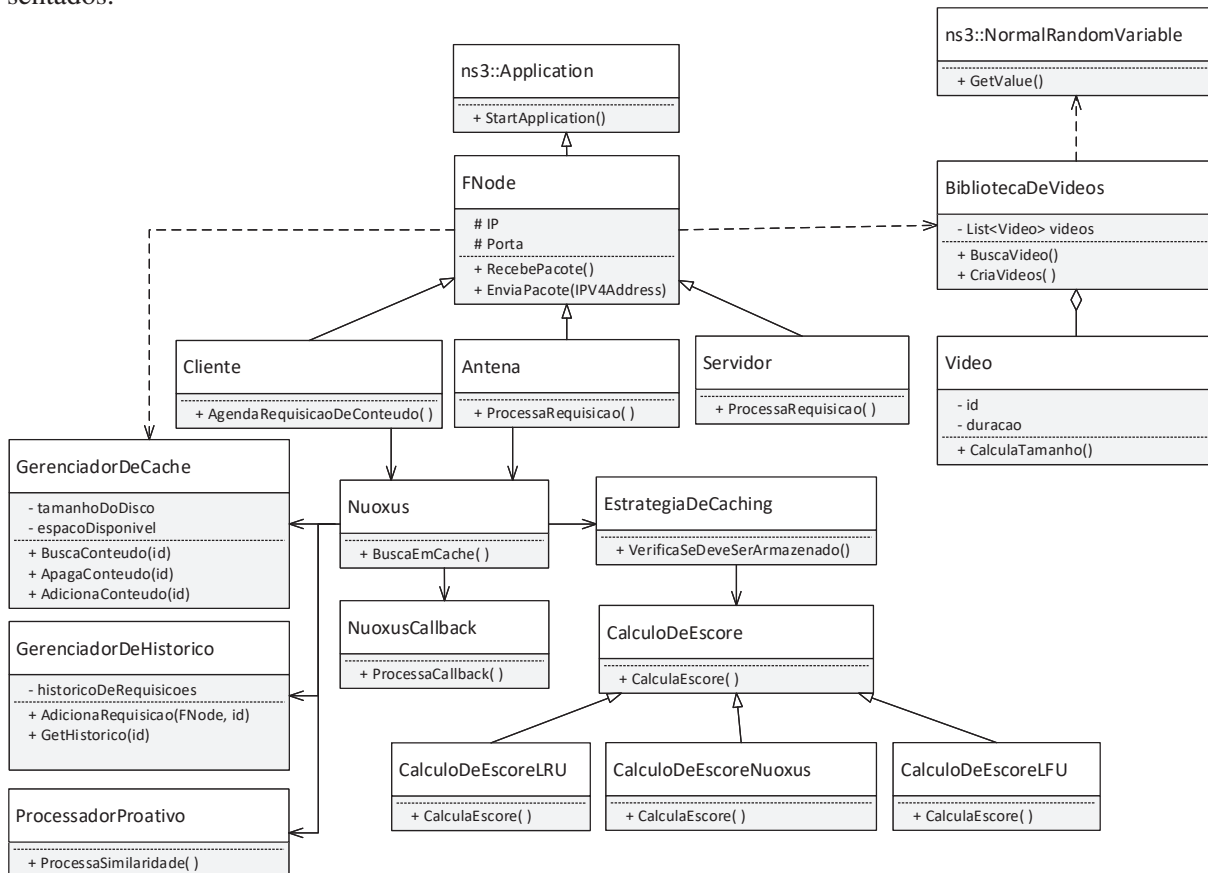 sentados.
ns3::NormalRandomVariable
+ GetValue()
ns3::Application
+ StartApplication()
FNode
# IP
# Porta
+ RecebePacote()
+ EnviaPacote(IPV4Address)
BibliotecaDeVideos
- List<Video> videos
+ BuscaVideo()
+ CriaVideos( )
Cliente
+ AgendaRequisicaoDeConteudo( )
Antena
+ ProcessaRequisicao( )
Servidor
+ ProcessaRequisicao( )
Video
- id
- duracao
+ CalculaTamanho()
GerenciadorDeCache
- tamanhoDoDisco
- espacoDisponivel
+ BuscaConteudo(id)
+ ApagaConteudo(id)
+ AdicionaConteudo(id)
Nuoxus
+ BuscaEmCache( )
EstrategiaDeCaching
+ VerificaSeDeveSerArmazenado()
NuoxusCallback
+ ProcessaCallback( )
CalculoDeEscore
+ CalculaEscore( )
GerenciadorDeHistorico
- historicoDeRequisicoes
+ AdicionaRequisicao(FNode, id)
+ GetHistorico(id)
CalculoDeEscoreLRU
+ CalculaEscore( )
CalculoDeEscoreNuoxus
+ CalculaEscore( )
CalculoDeEscoreLFU
+ CalculaEscore( )
ProcessadorProativo
+ ProcessaSimilaridade( )